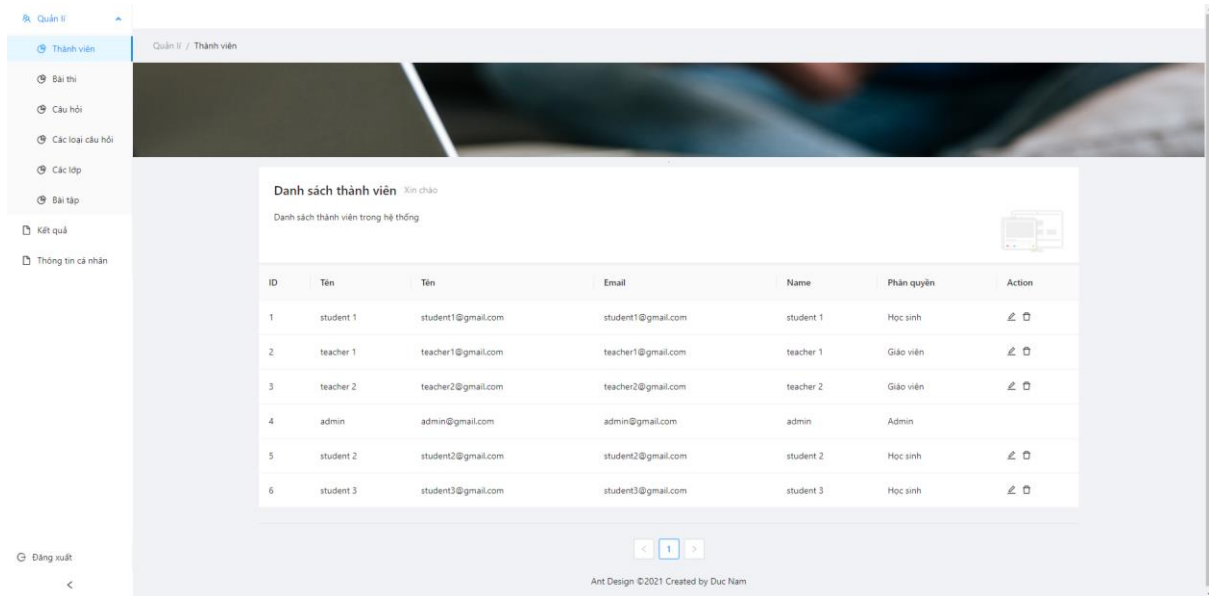 Quản lí
Thành viên
Bài thi
Câu hỏi
Các loại câu hỏi
Các lớp
Bài tập
Kết quả
Thông tin cá nhân
Đăng xuất
Quản lí / Thành viên
Danh sách thành viên Xin chào
Danh sách thành viên trong hệ thống
ID Tên Tên Email Name Phân quyền Action
1 student 1 student1@gmail.com student1@gmail.com student 1 Học sinh
2 teacher 1 teacher1@gmail.com teacher1@gmail.com teacher 1 Giáo viên
3 teacher 2 teacher2@gmail.com teacher2@gmail.com teacher 2 Giáo viên
4 admin admin@gmail.com admin@gmail.com admin Admin
5 student 2 student2@gmail.com student2@gmail.com student 2 Học sinh
6 student 3 student3@gmail.com student3@gmail.com student 3 Học sinh
< 1 >
Ant Design ©2021 Created by Duc Nam